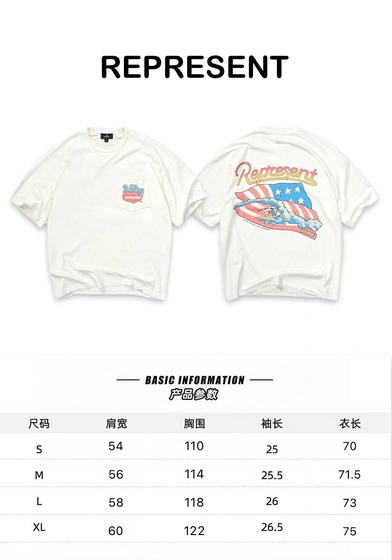 REPRESENT
REPRESENT
Represent
BASIC INFORMATION
产品参数
尺码 肩宽 胸围 袖长 衣长
S 54 110 25 70
M 56 114 25.5 71.5
L 58 118 26 73
XL 60 122 26.5 75